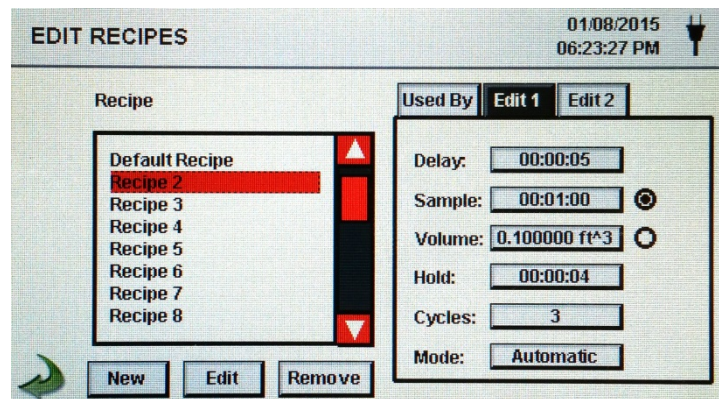 EDIT RECIPES
01/08/2015
06:23:27 PM
Recipe
Default Recipe
Recipe 2
Recipe 3
Recipe 4
Recipe 5
Recipe 6
Recipe 7
Recipe 8
New Edit Remove
Used By Edit 1 Edit 2
Delay: 00:00:05
Sample: 00:01:00
Volume: 0.100000 ft^3
Hold: 00:00:04
Cycles: 3
Mode: Automatic